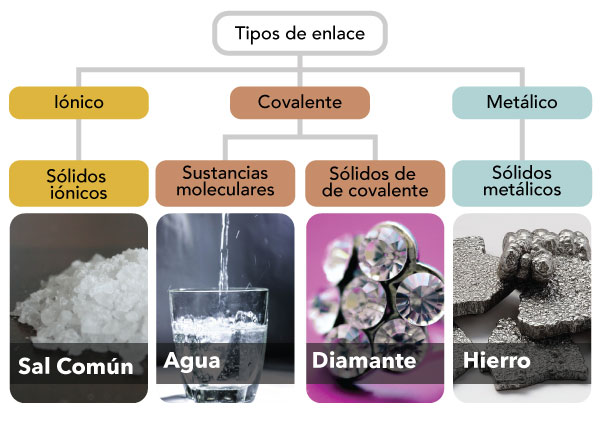 Tipos de enlace
Iónico
Covalente
Metálico
Sólidos
iónicos
Sustancias
moleculares
Sólidos de
de covalente
Sólidos
metálicos
Sal Común
Agua
Diamante
Hierro